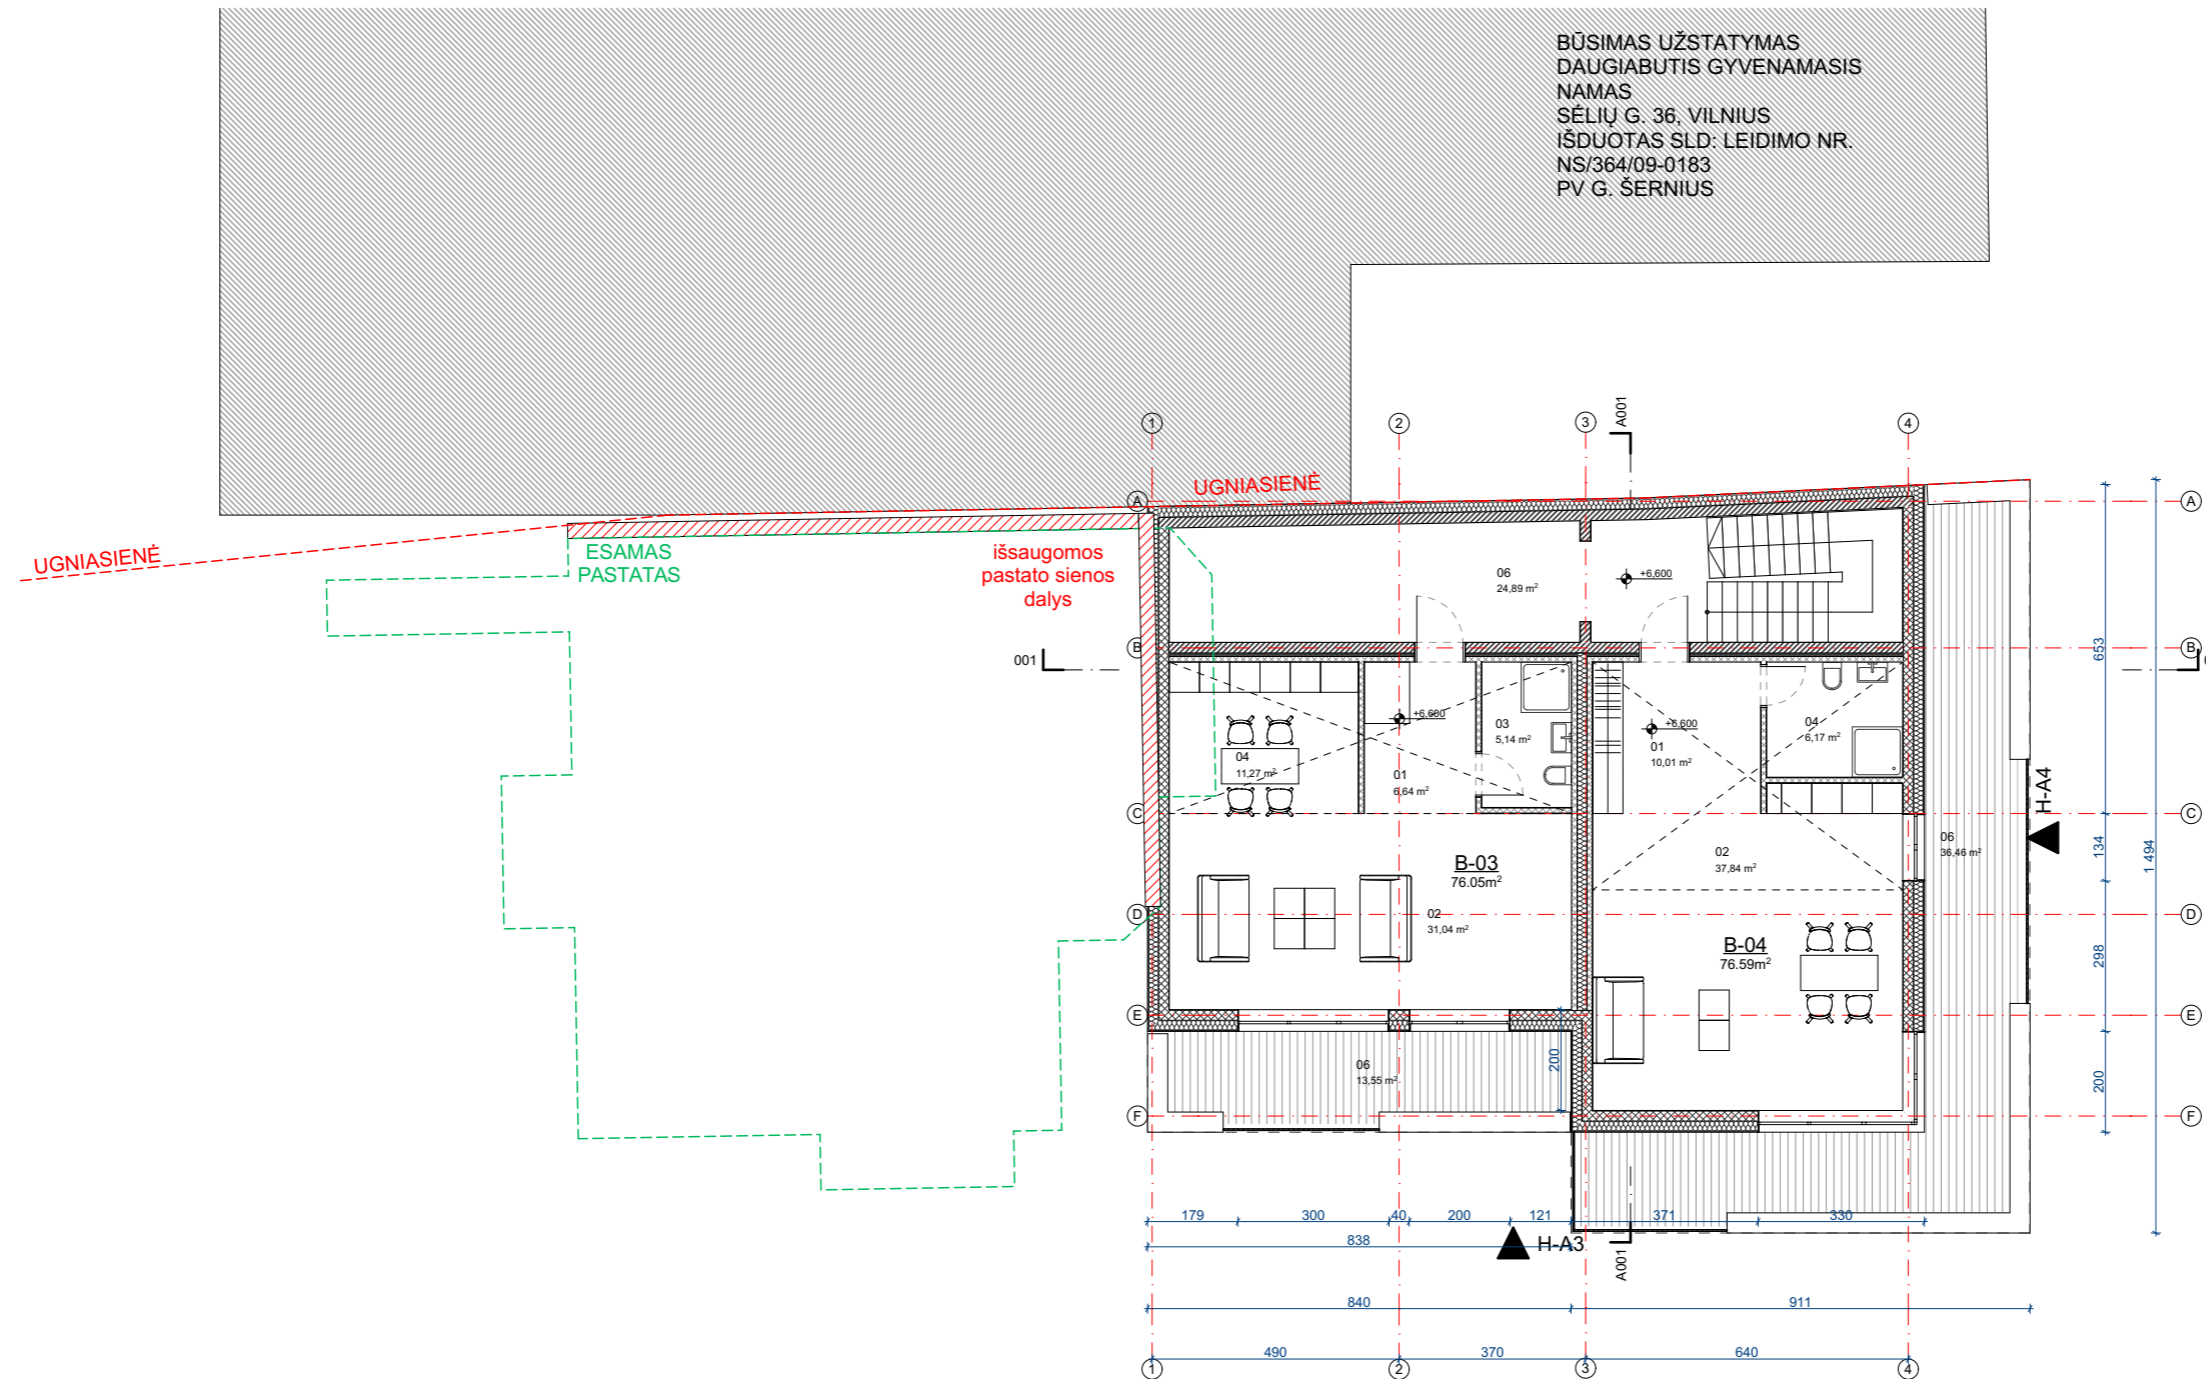 BŪSIMAS UŽSTATYMAS
DAUGIABUTIS GYVENAMASIS
NAMAS
SĖLIŲ G. 36, VILNIUS
IŠDUOTAS SLD: LEIDIMO NR.
NS/364/09-0183
PV G. ŠERNIUS
1
2
3
A001
4
UGNIASIENĖ
A
A
UGNIASIENĖ
ESAMAS
PASTATAS
išsaugomos
pastato sienos
dalys
06
24,89 m²
+6,600
B
653
B
001
+6,600
03
5,14 m²
+6,600
01
10,01 m²
04
6,17 m²
04
11,27 m²
01
6,64 m²
H-A4
C
C
B-03
76.05m²
02
37,84 m²
06
36,46 m²
134
1 494
D
02
31,04 m²
D
B-04
76.59m²
298
E
E
06
13,55 m²
200
200
F
F
179
300
40
200
121
371
330
838
H-A3
A001
840
911
490
370
640
1
2
3
4